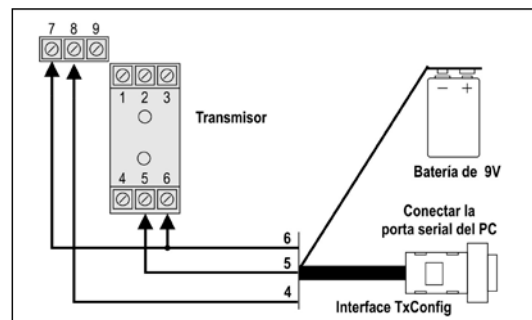 7 8 9
1 2 3
Transmisor
− +
Batería de 9V
4 5 6
Conectar la
porta serial del PC
6
5
4
Interface TxConfig